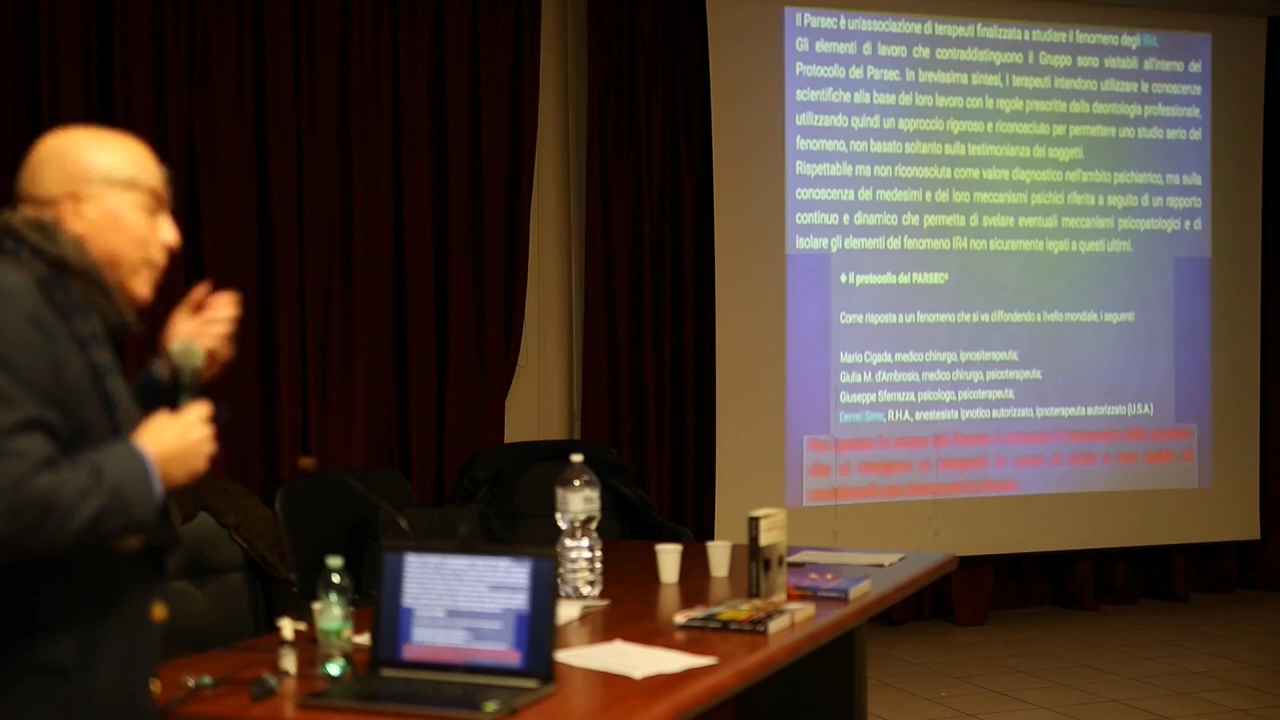 Il Parsec è un'associazione di terapeuti finalizzata a studiare il fenomeno degli IR4.
Gli elementi di lavoro che contraddistinguono il Gruppo sono visitabili all'interno del
Protocollo del Parsec. In brevissima sintesi, i terapeuti intendono utilizzare le conoscenze
scientifiche alla base del loro lavoro con le regole prescritte dalla deontologia professionale,
utilizzando quindi un approccio rigoroso e riconosciuto per permettere uno studio serio del
fenomeno, non basato soltanto sulla testimonianza dei soggetti.
Rispettabile ma non riconosciuta come valore diagnostico nell'ambito psichiatrico, ma sulla
conoscenza dei medesimi e dei loro meccanismi psichici riferita a seguito di un rapporto
continuo e dinamico che permetta di svelare eventuali meccanismi psicopatologici e di
isolare gli elementi del fenomeno IR4 non sicuramente legati a questi ultimi.
❖ Il protocollo del PARSEC*
Come risposta a un fenomeno che si va diffondendo a livello mondiale, i seguenti
Mario Cigada, medico chirurgo, ipnositerapeuta;
Giulia M. d'Ambrosio, medico chirurgo, psicoterapeuta;
Giuseppe Sferrazza, psicologo, psicoterapeuta;
Derrel Sims, R.H.A., anestesista ipnotico autorizzato, ipnoterapeuta autorizzato (U.S.A.)